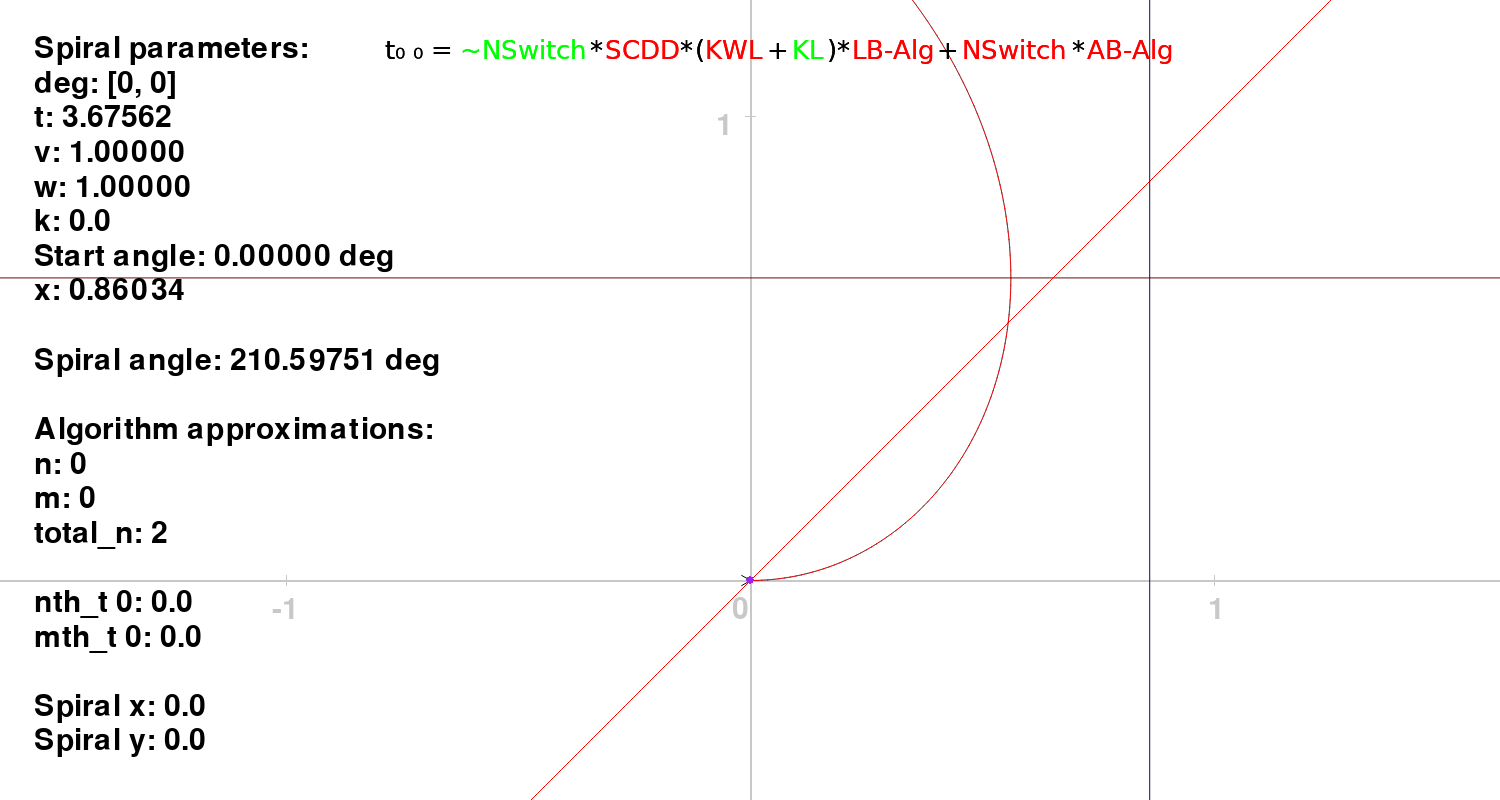 Spiral parameters:
t₀ ₀ = ~NSwitch*SCDD*(KWL+KL)*LB-Alg+NSwitch*AB-Alg
deg: [0, 0]
t: 3.67562
v: 1.00000
w: 1.00000
k: 0.0
Start angle: 0.00000 deg
x: 0.86034
Spiral angle: 210.59751 deg
Algorithm approximations:
n: 0
m: 0
total_n: 2
nth_t 0: 0.0
mth_t 0: 0.0
Spiral x: 0.0
Spiral y: 0.0
1
-1
0
1